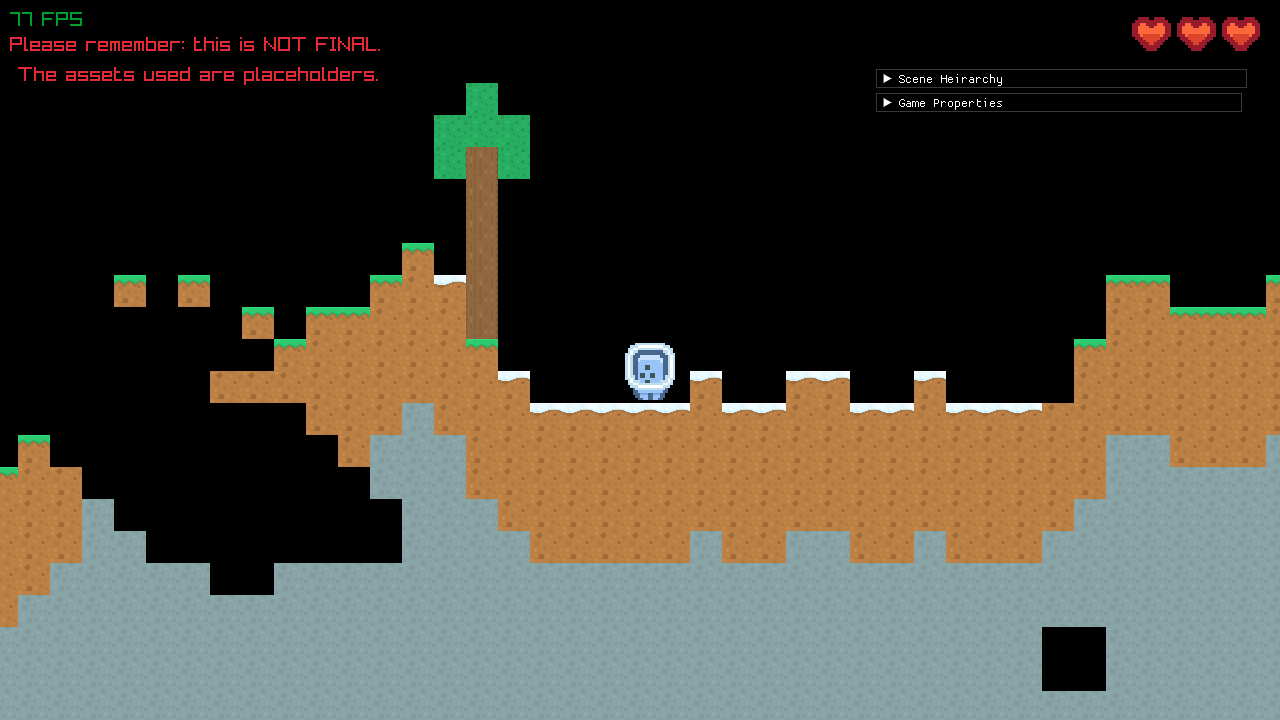 77 FPS
Please remember: this is NOT FINAL.
The assets used are placeholders.
Scene Heirarchy
Game Properties